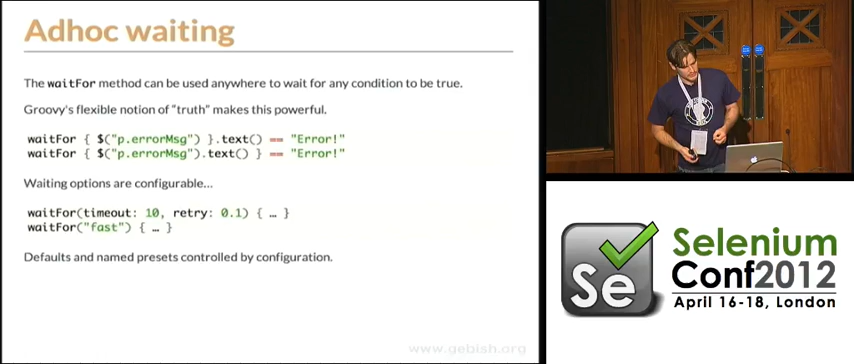 Adhoc waiting
The waitFor method can be used anywhere to wait for any condition to be true.
Groovy's flexible notion of "truth" makes this powerful.
waitFor { $("p.errorMsg") }.text() == "Error!"
waitFor { $("p.errorMsg").text() } == "Error!"
Waiting options are configurable...
waitFor(timeout: 10, retry: 0.1) { … }
waitFor("fast") { … }
Defaults and named presets controlled by configuration.
www.gebish.org
Se
Selenium
Conf2012
April 16-18, London